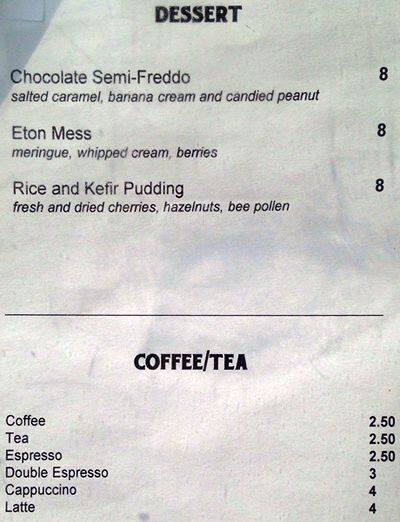 DESSERT
Chocolate Semi-Freddo 8
salted caramel, banana cream and candied peanut
Eton Mess 8
meringue, whipped cream, berries
Rice and Kefir Pudding 8
fresh and dried cherries, hazelnuts, bee pollen
COFFEE/TEA
Coffee 2.50
Tea 2.50
Espresso 2.50
Double Espresso 3
Cappuccino 4
Latte 4